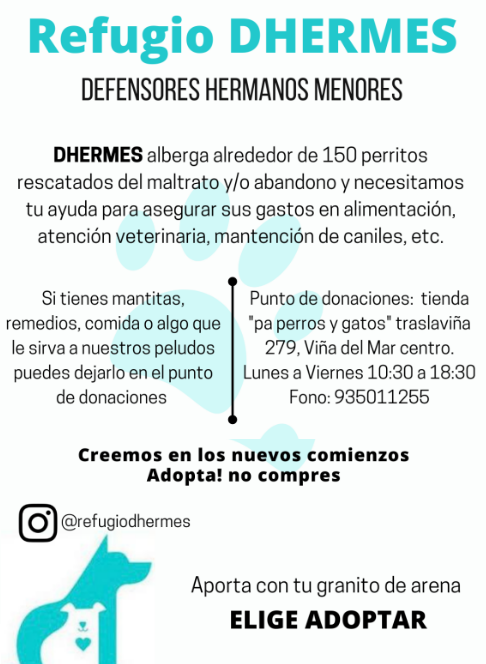 Refugio DHERMES
DEFENSORES HERMANOS MENORES
DHERMES alberga alrededor de 150 perritos
rescatados del maltrato y/o abandono y necesitamos
tu ayuda para asegurar sus gastos en alimentación,
atención veterinaria, mantención de caniles, etc.
Si tienes mantitas,
remedios, comida o algo que
le sirva a nuestros peludos
puedes dejarlo en el punto
de donaciones
Punto de donaciones: tienda
"pa perros y gatos" traslaviña
279, Viña del Mar centro.
Lunes a Viernes 10:30 a 18:30
Fono: 935011255
Creemos en los nuevos comienzos
Adopta! no compres
@refugiodhermes
Aporta con tu granito de arena
ELIGE ADOPTAR